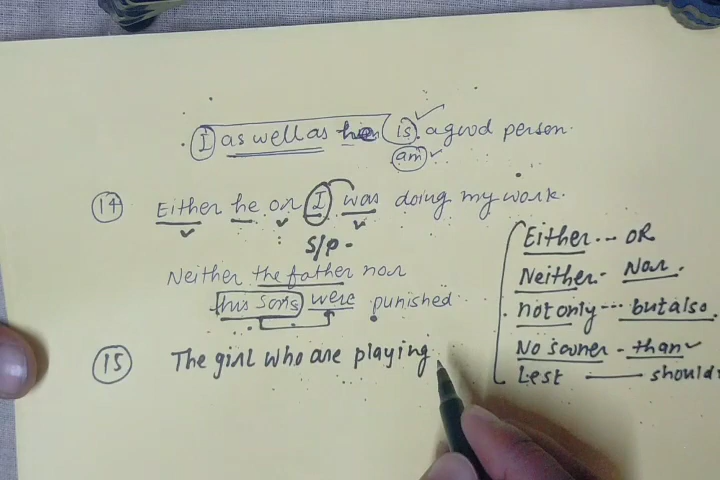 I as well as he is a good person.
am
14 Either he or I was doing my work.
S/P -
Neither the father nor
his sons were punished
15 The girl who are playing
Either --- OR
Neither - Nor.
not only --- but also.
No sooner - than
Lest —— should